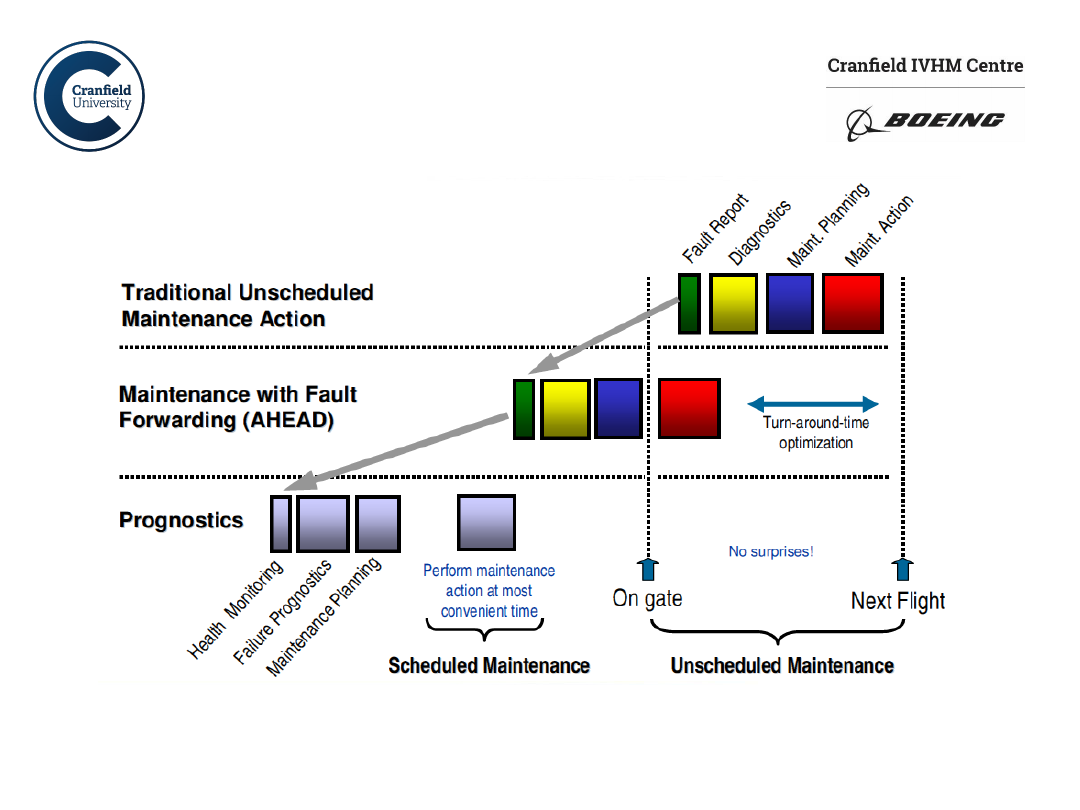 Cranfield
University
Cranfield IVHM Centre
BOEING
Fault Report
Diagnostics
Maint. Planning
Maint. Action
Traditional Unscheduled
Maintenance Action
Maintenance with Fault
Forwarding (AHEAD)
Turn-around-time
optimization
Prognostics
Health Monitoring
Failure Prognostics
Maintenance Planning
Perform maintenance
action at most
convenient time
No surprises!
On gate
Next Flight
Scheduled Maintenance
Unscheduled Maintenance